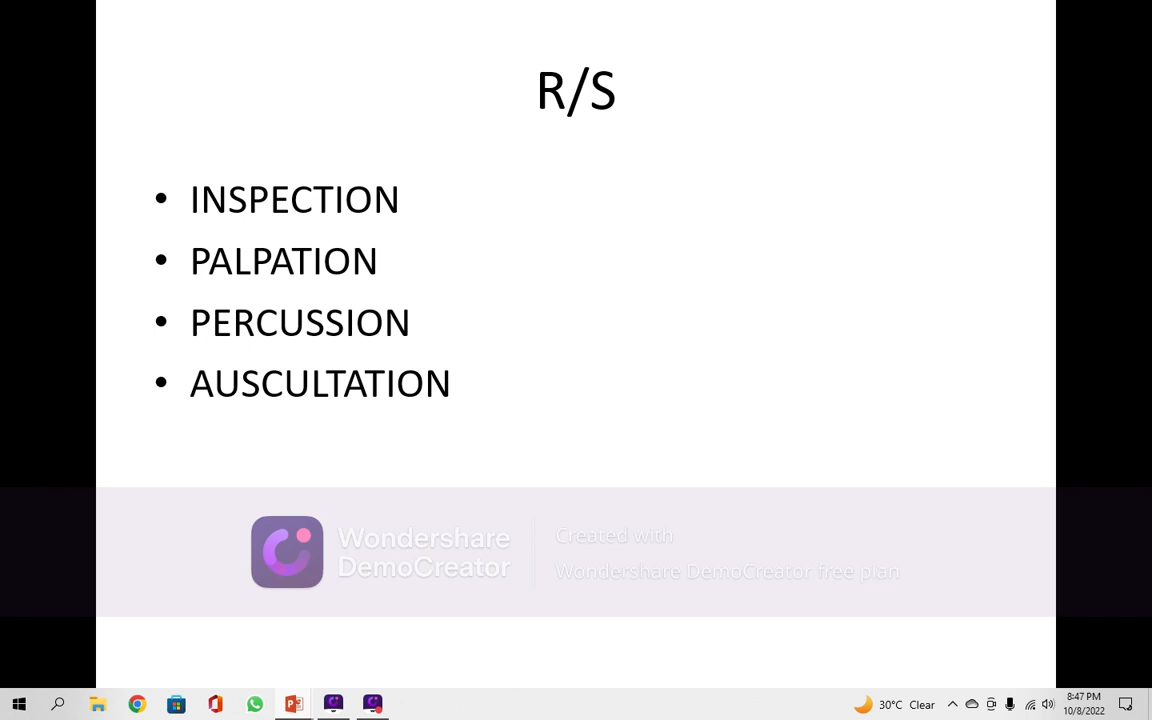 R/S
• INSPECTION
• PALPATION
• PERCUSSION
• AUSCULTATION
Wondershare
DemoCreator
Created with
Wondershare DemoCreator free plan
30°C Clear
8:47 PM
10/8/2022